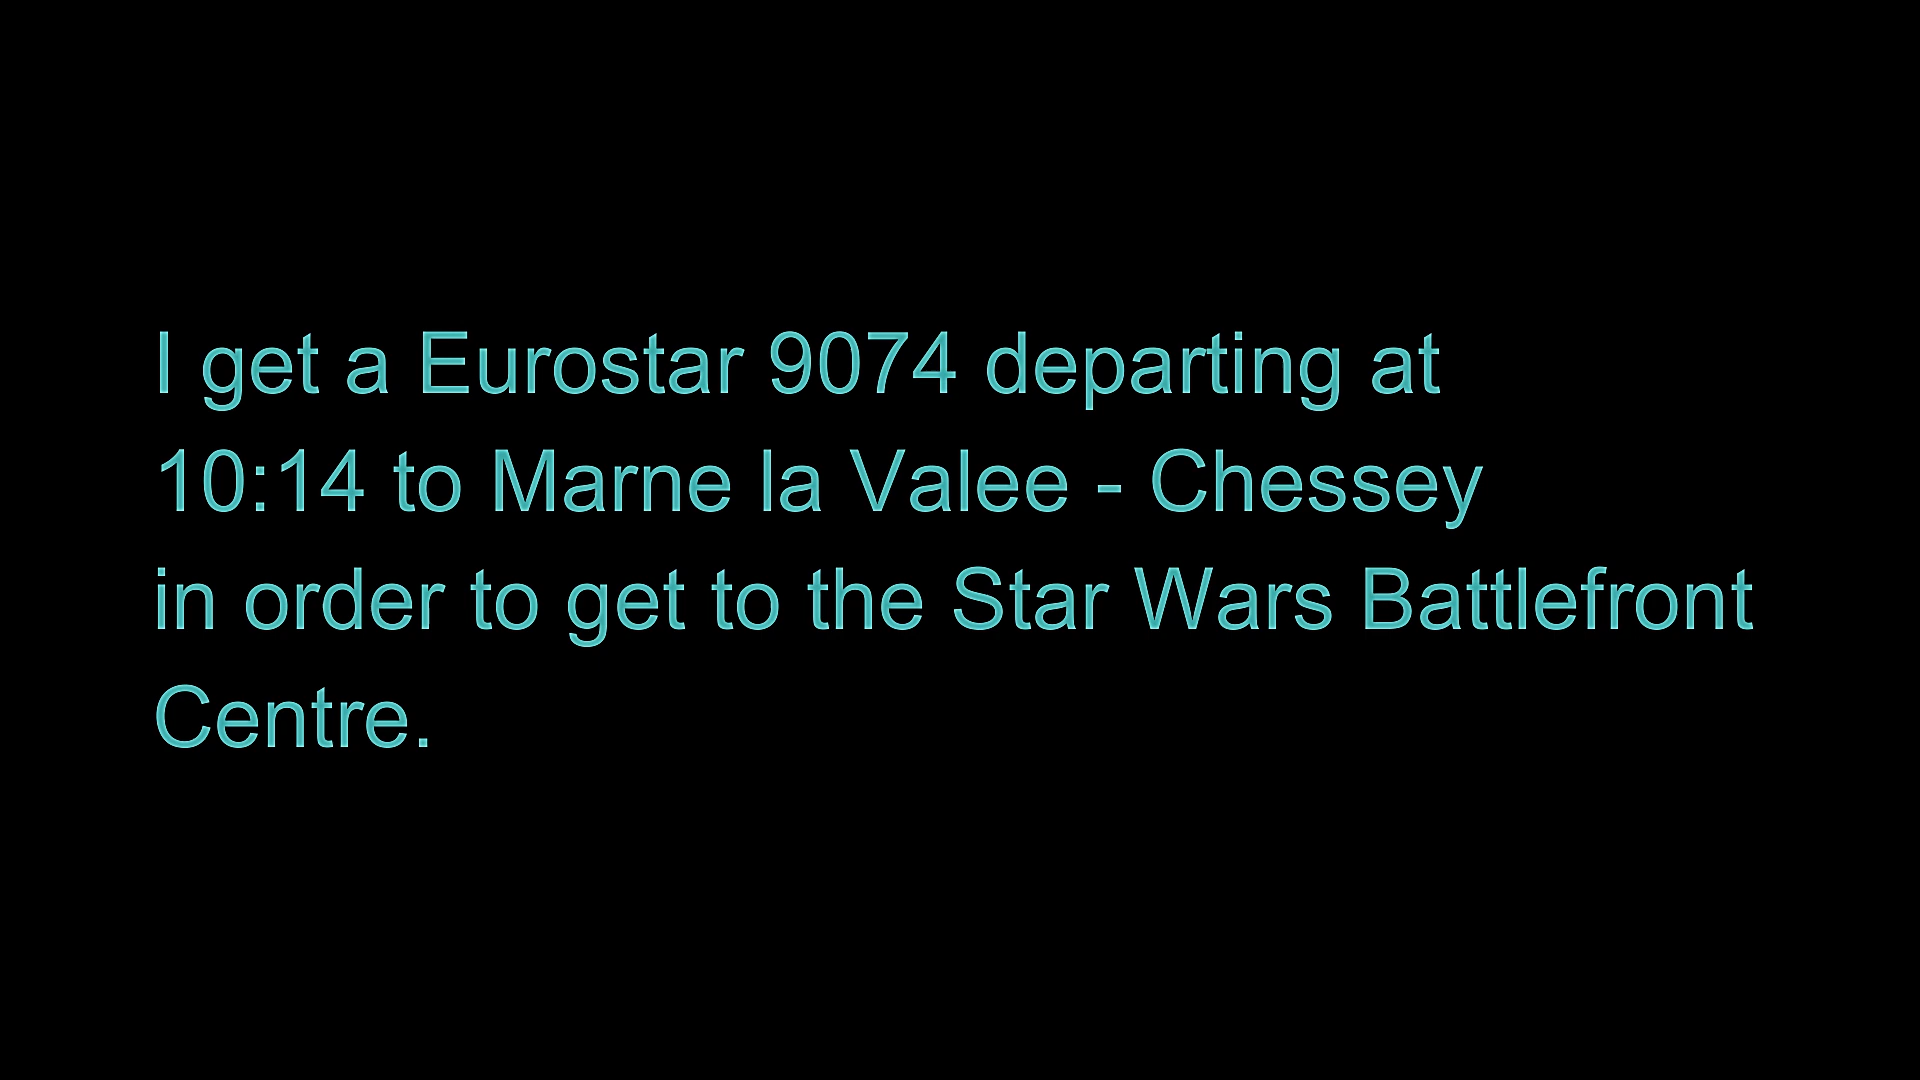 I get a Eurostar 9074 departing at
10:14 to Marne la Valee - Chessey
in order to get to the Star Wars Battlefront
Centre.